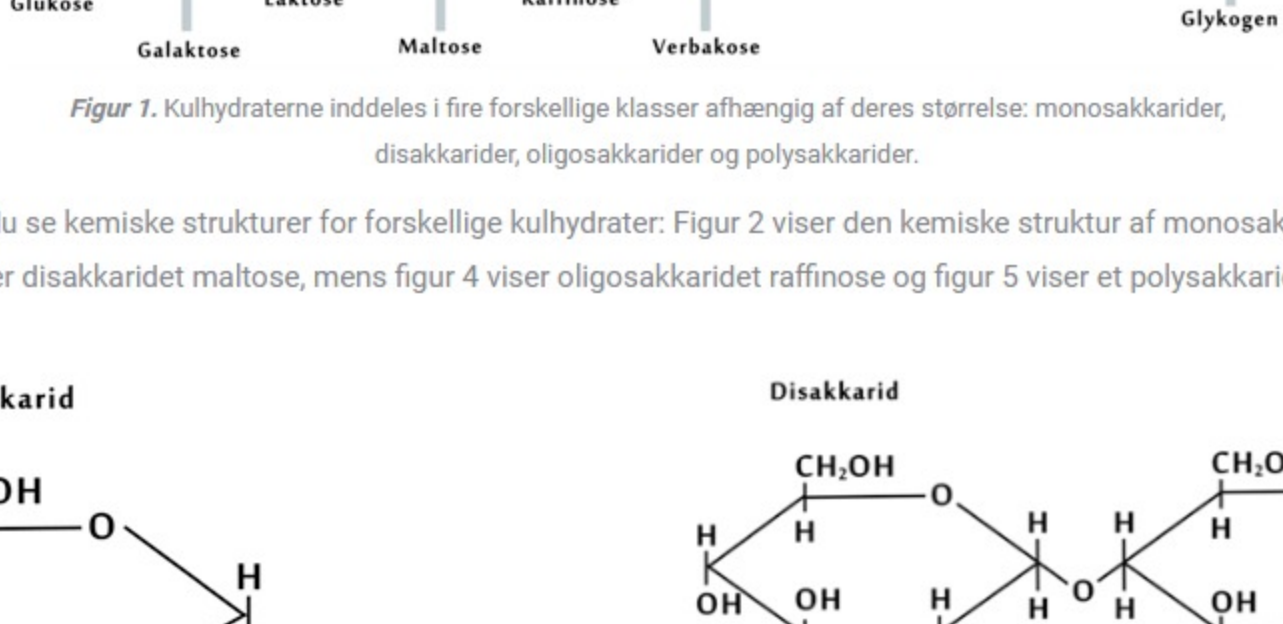 Glukose
Laktose
Raffinose
Galaktose
Maltose
Verbakose
Glykogen
Figur 1. Kulhydraterne inddeles i fire forskellige klasser afhængig af deres størrelse: monosakkarider,
disakkarider, oligosakkarider og polysakkarider.
du se kemiske strukturer for forskellige kulhydrater: Figur 2 viser den kemiske struktur af monosak
er disakkaridet maltose, mens figur 4 viser oligosakkaridet raffinose og figur 5 viser et polysakkari
karid
Disakkarid
OH
O
H
CH₂OH
O
CH₂O
H
H
H
H
H
OH
OH
H
H
O
H
OH